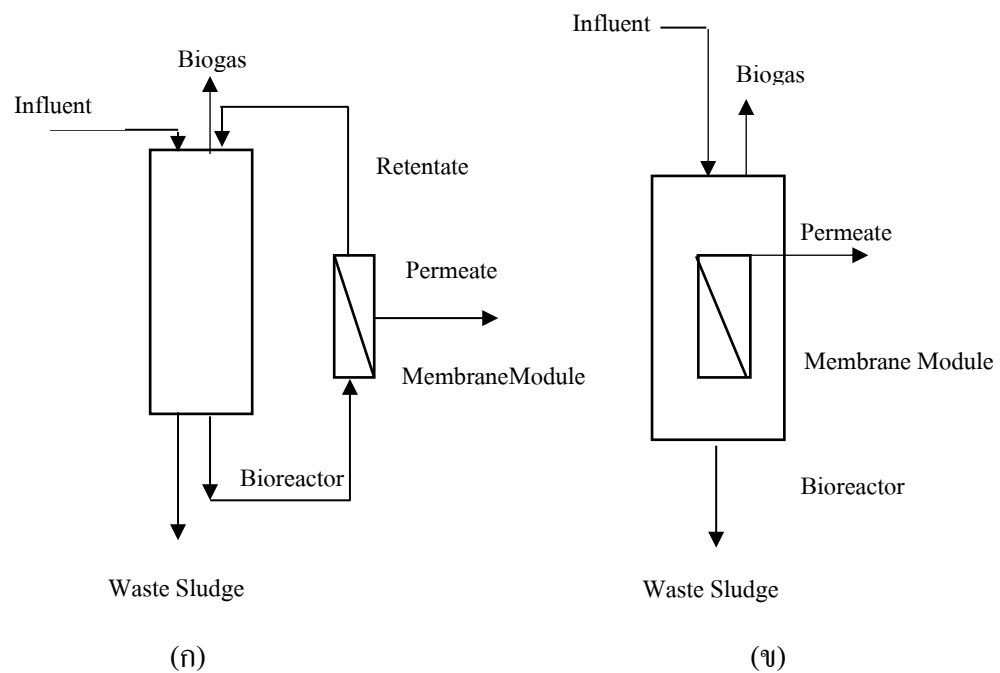 Influent
Biogas
Retentate
Permeate
MembraneModule
Bioreactor
Waste Sludge
(ก)
Influent
Biogas
Permeate
Membrane Module
Bioreactor
Waste Sludge
(ข)